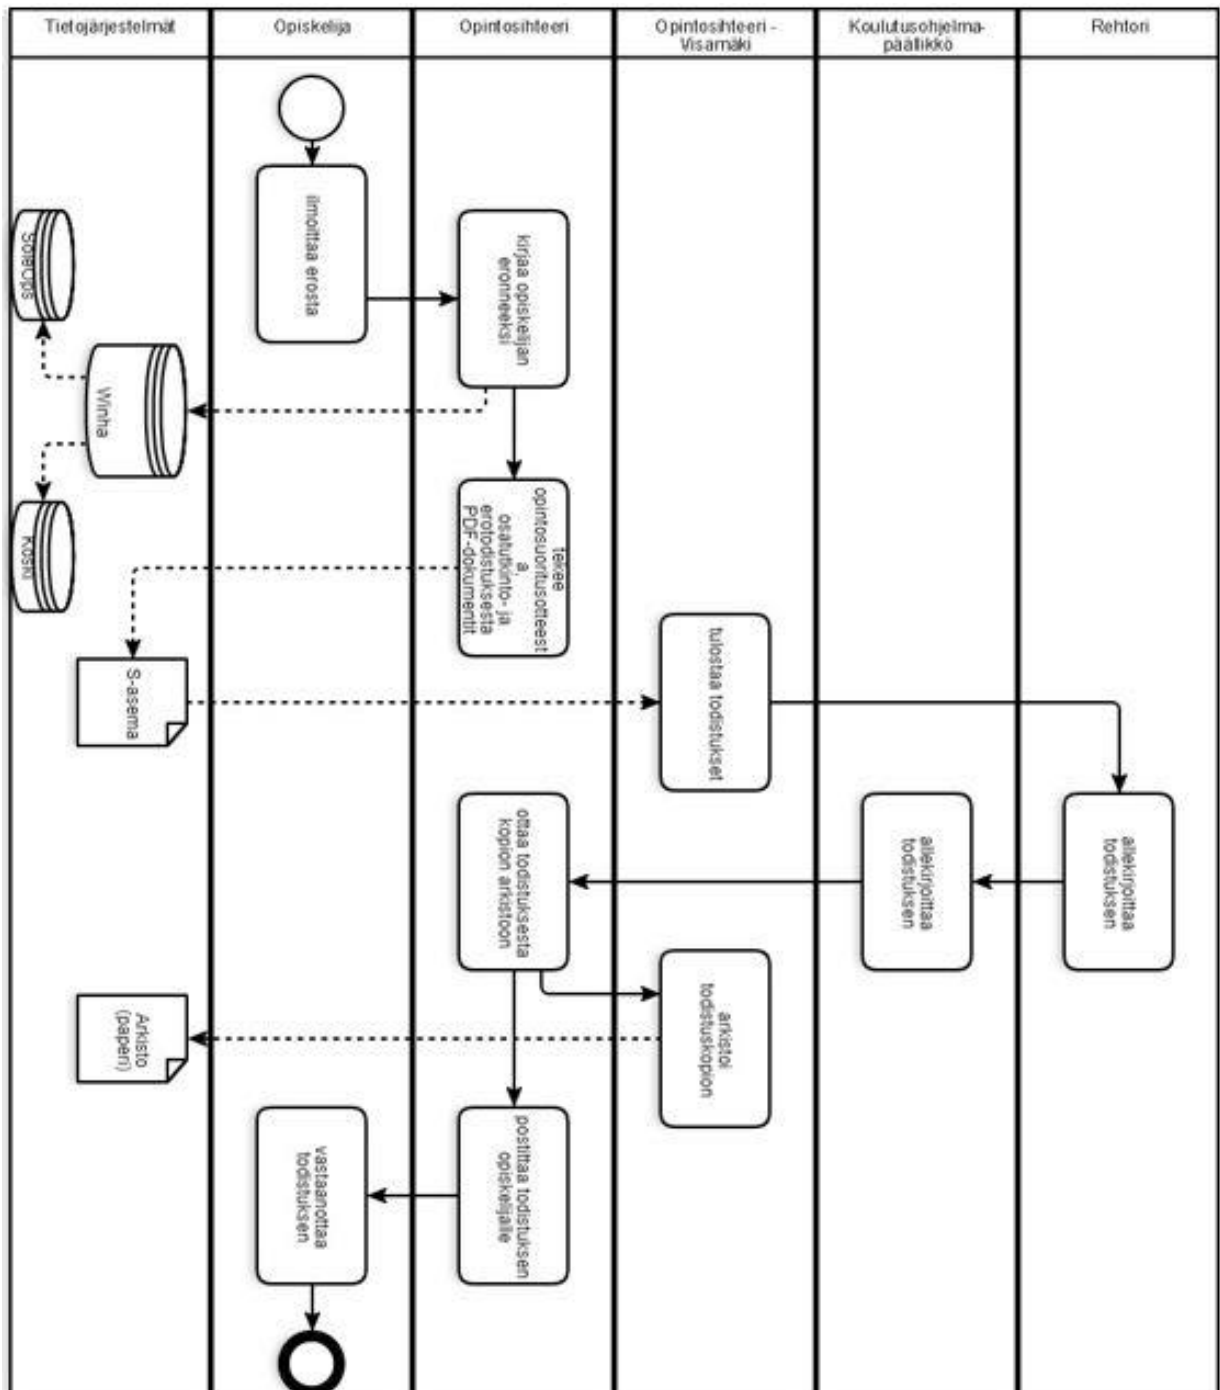 Tietojärjestelmät
Opiskelija
Opintosihteeri
Opintosihteeri -
Visamäki
Koulutusohjelma-
päällikkö
Rehtori
ilmoittaa erosta
kirjaa opiskelijan
eronneeksi
SoleOps
Winha
Koski
tekee
opintosuoritusotteest
a,
osatutkinto- ja
erotodistuksesta
PDF-dokumentit
S-asema
tulostaa todistukset
allekirjoittaa
todistuksen
allekirjoittaa
todistuksen
ottaa todistuksesta
kopion arkistoon
arkistoi
todistuskopion
Arkisto
(paperi)
postittaa todistuksen
opiskelijalle
vastaanottaa
todistuksen